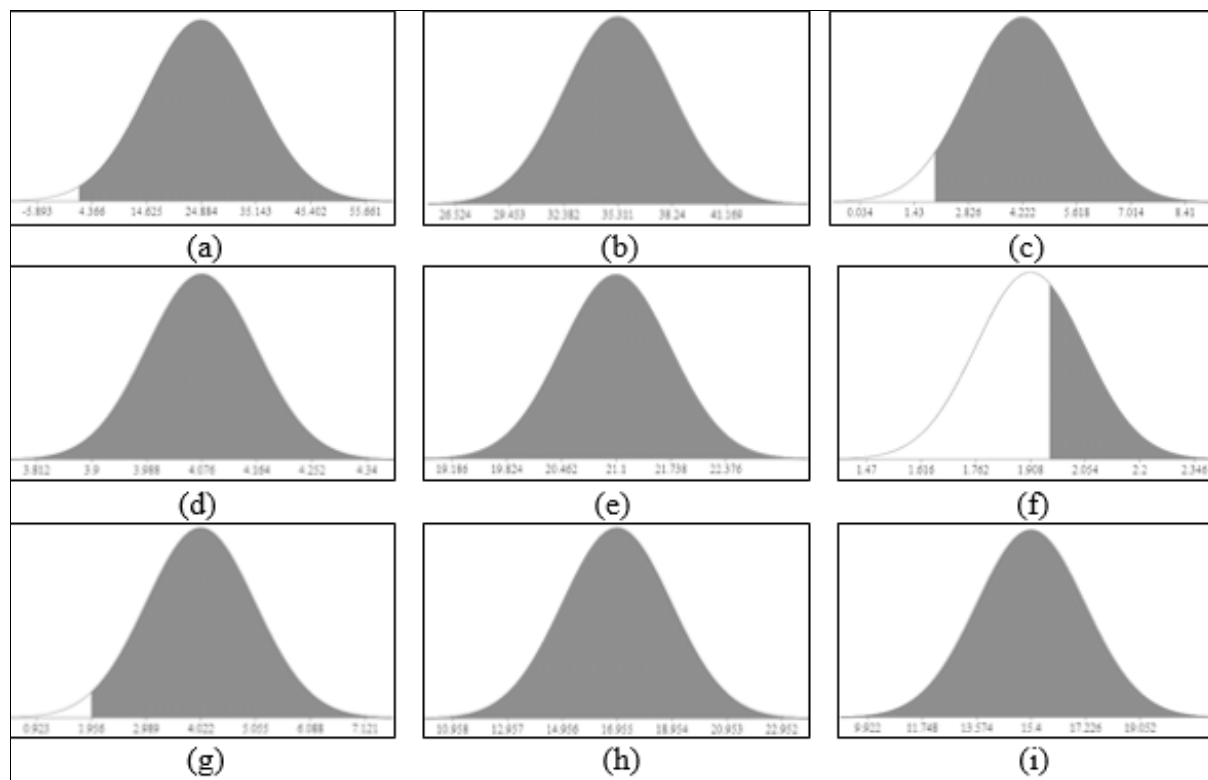 -5.893 4.366 14.625 24.884 35.143 45.402 55.661
26.524 29.453 32.382 35.311 38.24 41.169
0.034 1.43 2.826 4.222 5.618 7.014 8.41
(a) (b) (c)
3.812 3.9 3.988 4.076 4.164 4.252 4.34
19.186 19.824 20.462 21.1 21.738 22.376
1.47 1.616 1.762 1.908 2.054 2.2 2.346
(d) (e) (f)
0.923 1.956 2.989 4.022 5.055 6.088 7.121
10.958 12.957 14.956 16.955 18.954 20.953 22.952
9.922 11.748 13.574 15.4 17.226 19.052
(g) (h) (i)